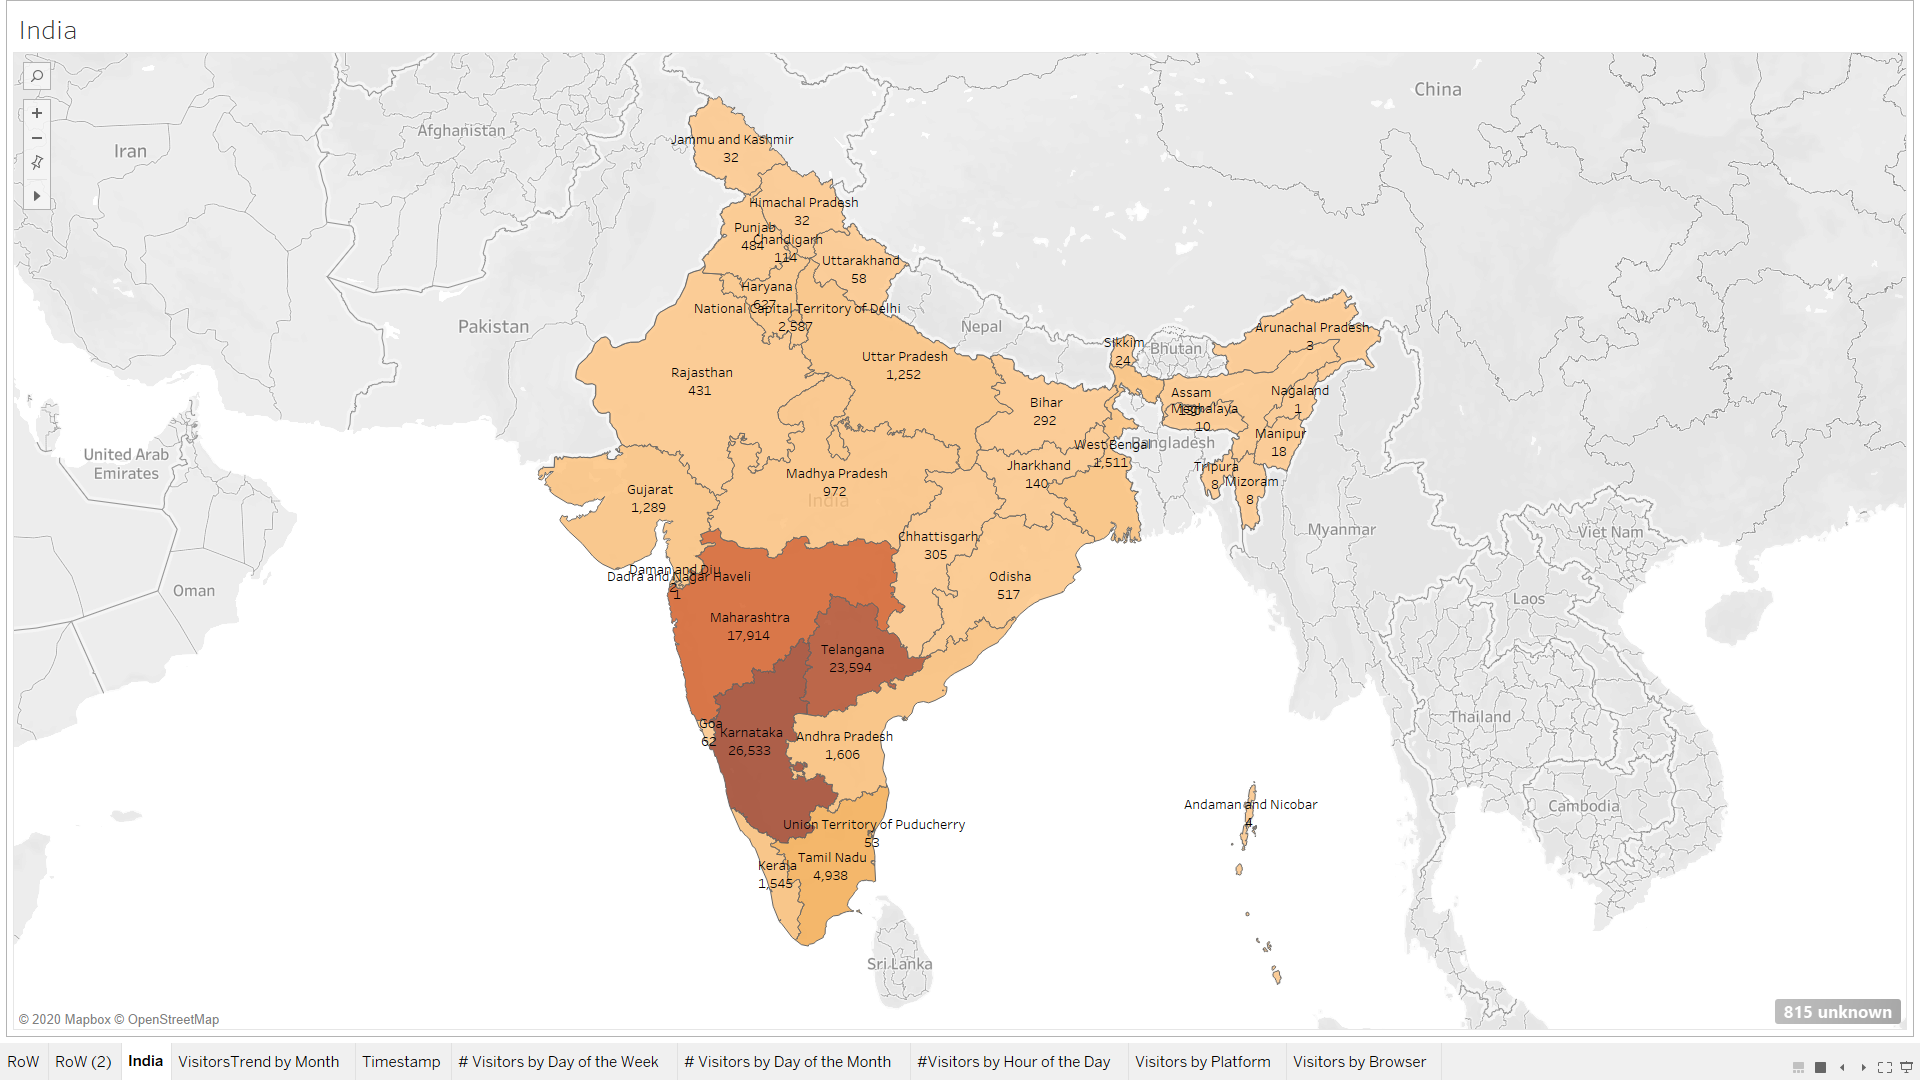 India
China
Afghanistan
Iran
Jammu and Kashmir
32
Himachal Pradesh
32
Punjab
484
Chandigarh
114
Uttarakhand
58
Haryana
627
National Capital Territory of Delhi
2,587
Pakistan
Nepal
Arunachal Pradesh
3
Sikkim
24
Bhutan
Uttar Pradesh
1,252
Rajasthan
431
Assam
Nagaland
1
Bihar
292
Meghalaya
10
Manipur
18
West Bengal
1,511
Bangladesh
United Arab
Emirates
Jharkhand
140
Tripura
8
Mizoram
8
Madhya Pradesh
972
India
Gujarat
1,289
Myanmar
Viet Nam
Chhattisgarh
305
Daman and Diu
2
Dadra and Nagar Haveli
1
Odisha
517
Oman
Laos
Maharashtra
17,914
Telangana
23,594
Thailand
Goa
62
Karnataka
26,533
Andhra Pradesh
1,606
Andaman and Nicobar
4
Cambodia
Union Territory of Puducherry
53
Tamil Nadu
4,938
Kerala
1,545
Sri Lanka
© 2020 Mapbox © OpenStreetMap
815 unknown
RoW
RoW (2)
India
VisitorsTrend by Month
Timestamp
# Visitors by Day of the Week
# Visitors by Day of the Month
#Visitors by Hour of the Day
Visitors by Platform
Visitors by Browser